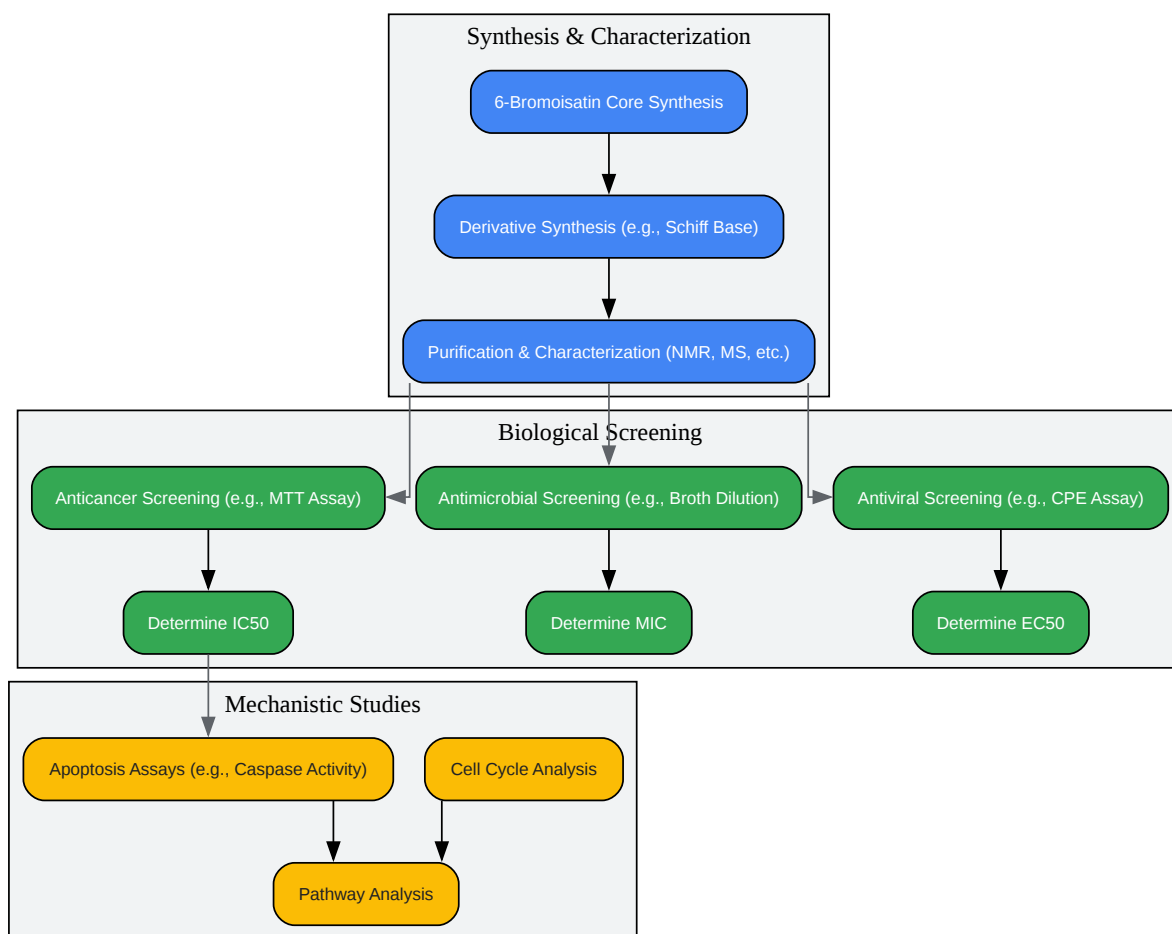 Synthesis & Characterization
6-Bromoisatin Core Synthesis
Derivative Synthesis (e.g., Schiff Base)
Purification & Characterization (NMR, MS, etc.)
Biological Screening
Anticancer Screening (e.g., MTT Assay)
Antimicrobial Screening (e.g., Broth Dilution)
Antiviral Screening (e.g., CPE Assay)
Determine IC50
Determine MIC
Determine EC50
Mechanistic Studies
Apoptosis Assays (e.g., Caspase Activity)
Cell Cycle Analysis
Pathway Analysis